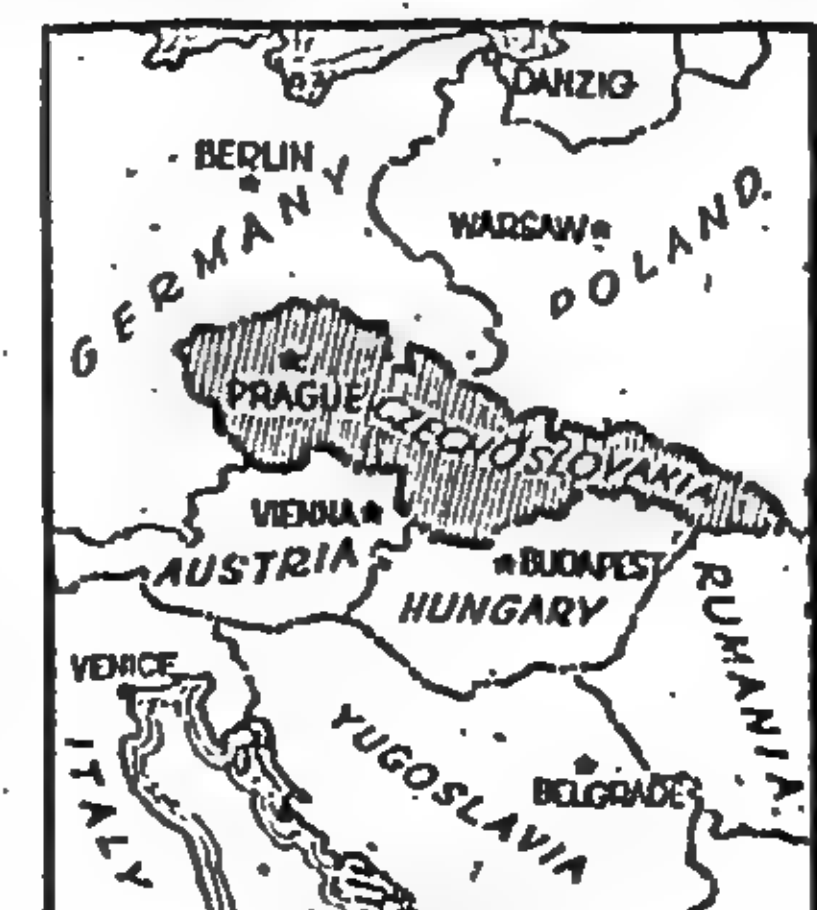 DANZIG
BERLIN
GERMANY
WARSAW
POLAND
PRAGUE
CZECHOSLOVAKIA
VIENNA
AUSTRIA
BUDAPEST
HUNGARY
RUMANIA
VENICE
ITALY
YUGOSLAVIA
BELGRADE